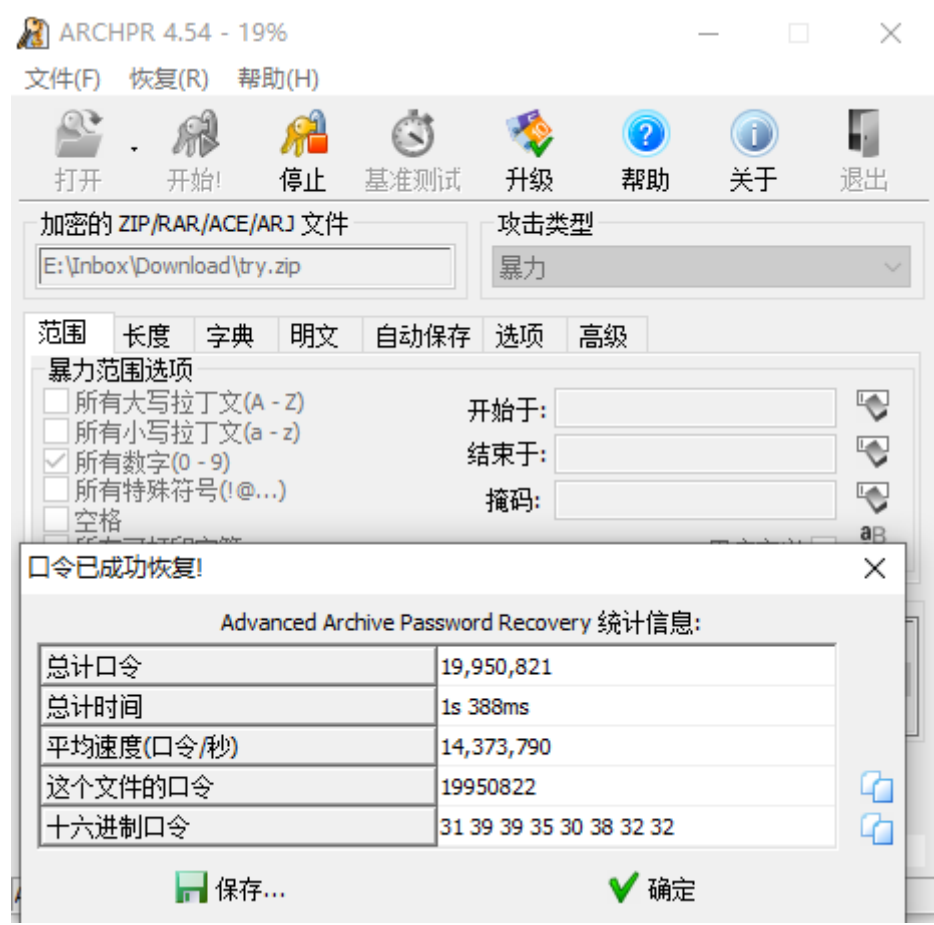 ARCHPR 4.54 - 19%
文件(F) 恢复(R) 帮助(H)
打开 开始! 停止 基准测试 升级 帮助 关于 退出
加密的 ZIP/RAR/ACE/ARJ 文件 攻击类型
E:\Inbox\Download\try.zip 暴力
范围 长度 字典 明文 自动保存 选项 高级
暴力范围选项
所有大写拉丁文(A - Z)
开始于:
所有小写拉丁文(a - z)
结束于:
所有数字(0 - 9)
所有特殊符号(!@...)
掩码:
空格
口令已成功恢复!
Advanced Archive Password Recovery 统计信息:
总计口令 19,950,821
总计时间 1s 388ms
平均速度(口令/秒) 14,373,790
这个文件的口令 19950822
十六进制口令 31 39 39 35 30 38 32 32
保存... 确定